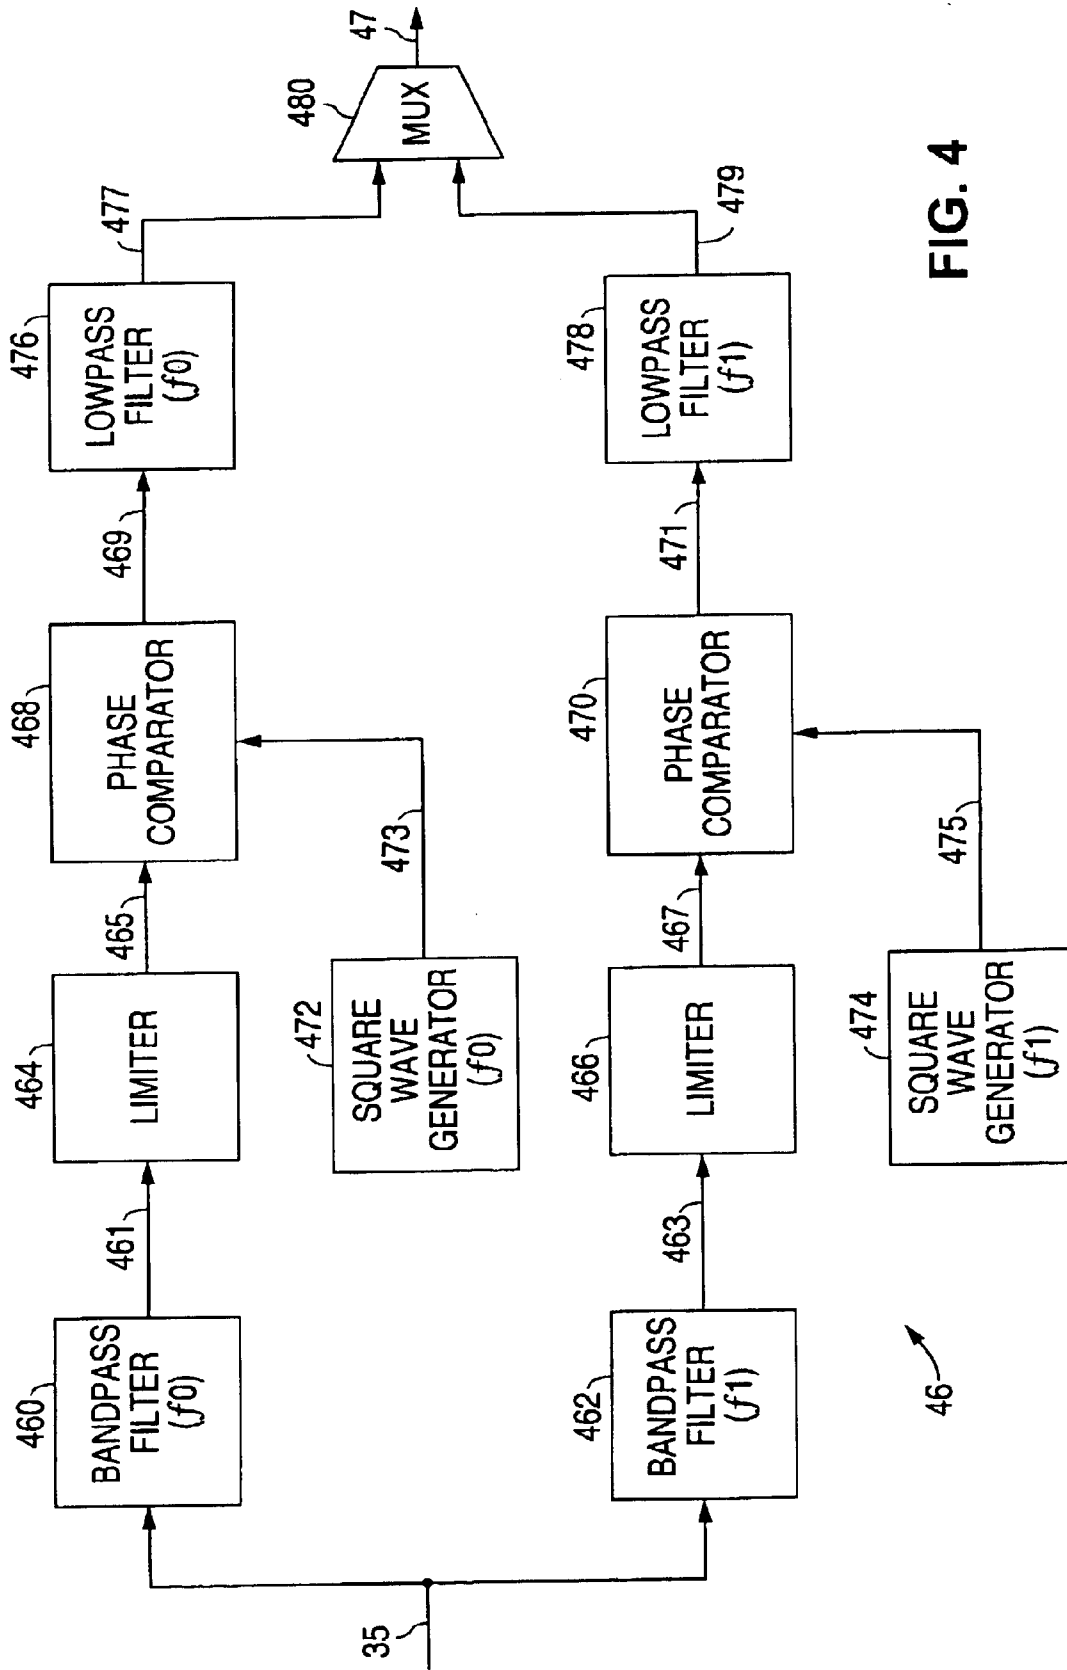 35
460
BANDPASS
FILTER
(f0)
461
464
LIMITER
465
468
PHASE
COMPARATOR
469
476
LOWPASS
FILTER
(f0)
477
472
SQUARE
WAVE
GENERATOR
(f0)
473
480
MUX
47
462
BANDPASS
FILTER
(f1)
463
466
LIMITER
467
470
PHASE
COMPARATOR
471
478
LOWPASS
FILTER
(f1)
479
474
SQUARE
WAVE
GENERATOR
(f1)
475
46
FIG. 4